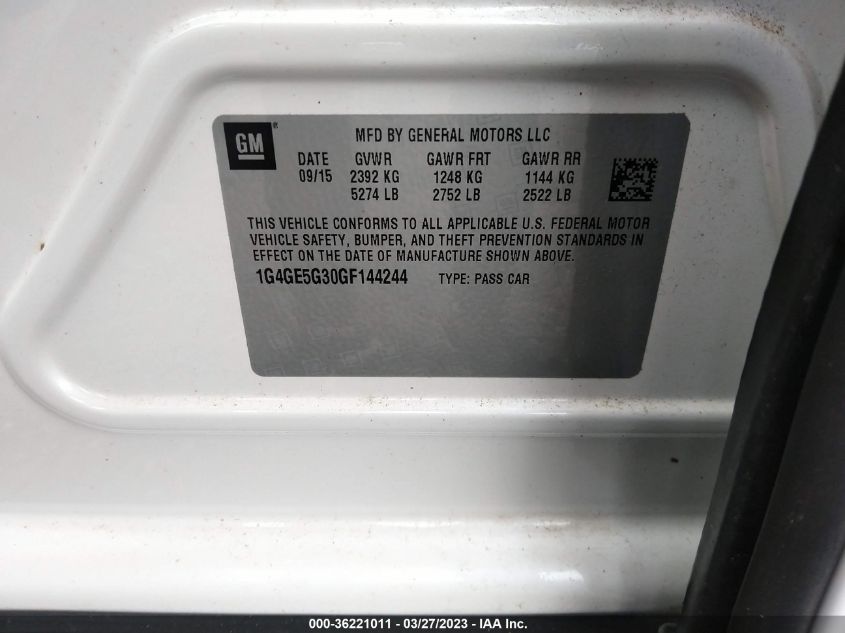 GM®
MFD BY GENERAL MOTORS LLC
DATE GVWR GAWR FRT GAWR RR
09/15 2392 KG 1248 KG 1144 KG
5274 LB 2752 LB 2522 LB
THIS VEHICLE CONFORMS TO ALL APPLICABLE U.S. FEDERAL MOTOR
VEHICLE SAFETY, BUMPER, AND THEFT PREVENTION STANDARDS IN
EFFECT ON THE DATE OF MANUFACTURE SHOWN ABOVE.
1G4GE5G30GF144244 TYPE: PASS CAR
000-36221011 - 03/27/2023 - IAA Inc.